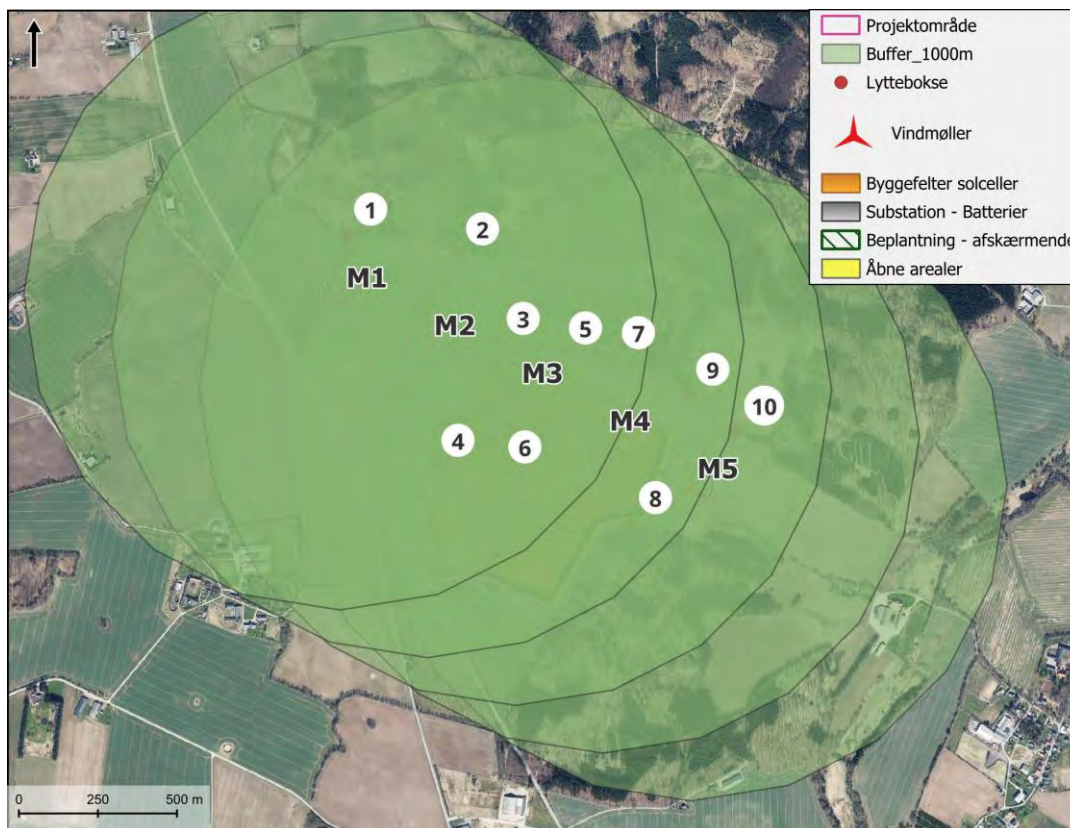 Projektområde
Buffer_1000m
Lyttebokse
Vindmøller
Byggefelter solceller
Substation - Batterier
Beplantning - afskærmende
Åbne arealer
1
2
M1
M2
3
5
7
M3
9
10
M4
4
6
M5
8
0 250 500 m